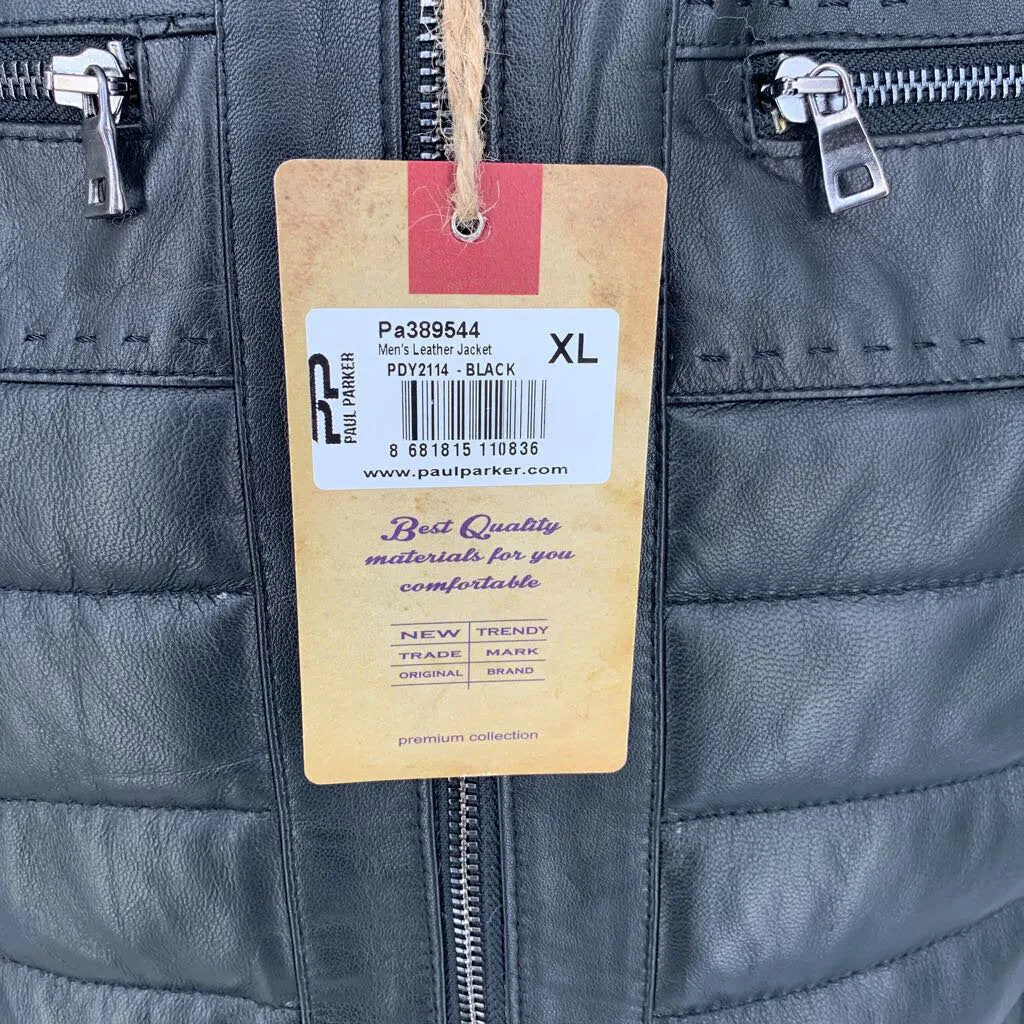 Pa389544
Men's Leather Jacket
XL
PDY2114 - BLACK
PP
PAUL PARKER
8 681815 110836
www.paulparker.com
Best Quality
materials for you
comfortable
NEW TRENDY
TRADE MARK
ORIGINAL BRAND
premium collection